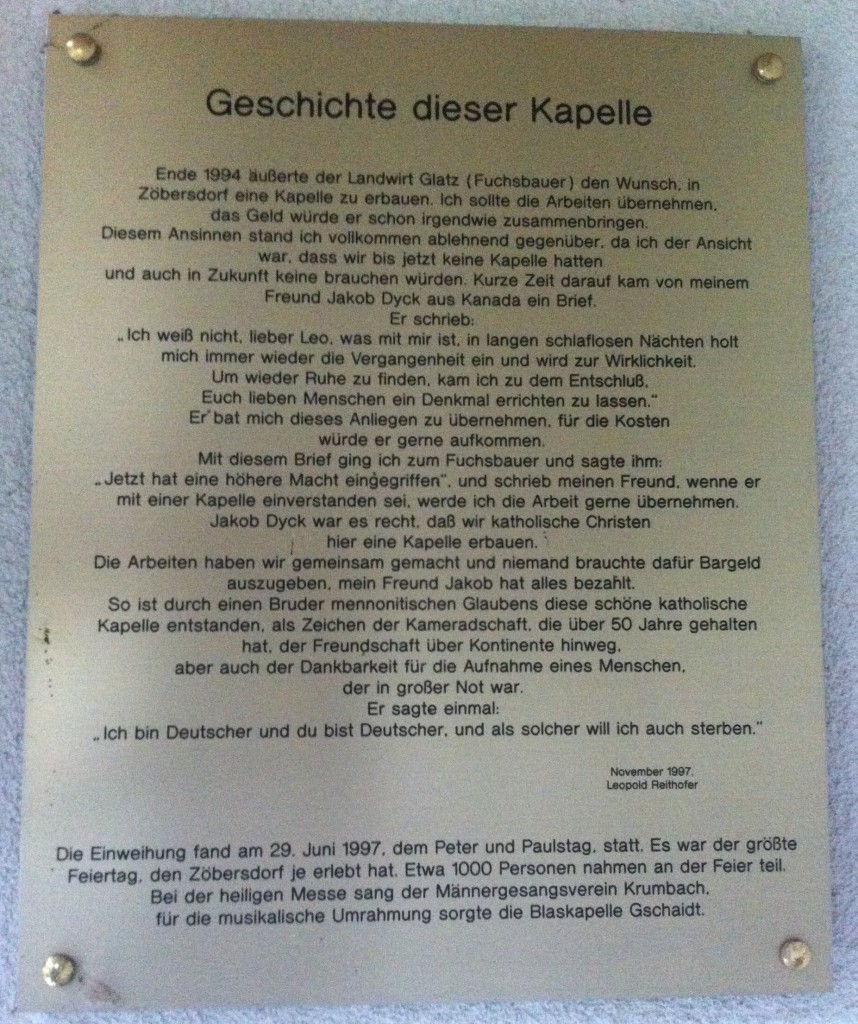 Geschichte dieser Kapelle
Ende 1994 äußerte der Landwirt Glatz (Fuchsbauer) den Wunsch, in
Zöbersdorf eine Kapelle zu erbauen. Ich sollte die Arbeiten übernehmen,
das Geld würde er schon irgendwie zusammenbringen.
Diesem Ansinnen stand ich vollkommen ablehnend gegenüber, da ich der Ansicht
war, dass wir bis jetzt keine Kapelle hatten
und auch in Zukunft keine brauchen würden. Kurze Zeit darauf kam von meinem
Freund Jakob Dyck aus Kanada ein Brief.
Er schrieb:
„Ich weiß nicht, lieber Leo, was mit mir ist, in langen schlaflosen Nächten holt
mich immer wieder die Vergangenheit ein und wird zur Wirklichkeit.
Um wieder Ruhe zu finden, kam ich zu dem Entschluß,
Euch lieben Menschen ein Denkmal errichten zu lassen."
Er bat mich dieses Anliegen zu übernehmen, für die Kosten
würde er gerne aufkommen.
Mit diesem Brief ging ich zum Fuchsbauer und sagte ihm:
„Jetzt hat eine höhere Macht eingegriffen", und schrieb meinen Freund, wenne er
mit einer Kapelle einverstanden sei, werde ich die Arbeit gerne übernehmen.
Jakob Dyck war es recht, daß wir katholische Christen
hier eine Kapelle erbauen.
Die Arbeiten haben wir gemeinsam gemacht und niemand brauchte dafür Bargeld
auszugeben, mein Freund Jakob hat alles bezahlt.
So ist durch einen Bruder mennonitischen Glaubens diese schöne katholische
Kapelle entstanden, als Zeichen der Kameradschaft, die über 50 Jahre gehalten
hat, der Freundschaft über Kontinente hinweg,
aber auch der Dankbarkeit für die Aufnahme eines Menschen,
der in großer Not war.
Er sagte einmal:
„Ich bin Deutscher und du bist Deutscher, und als solcher will ich auch sterben."
November 1997,
Leopold Reithofer
Die Einweihung fand am 29. Juni 1997, dem Peter und Paulstag, statt. Es war der größte
Feiertag, den Zöbersdorf je erlebt hat. Etwa 1000 Personen nahmen an der Feier teil.
Bei der heiligen Messe sang der Männergesangsverein Krumbach,
für die musikalische Umrahmung sorgte die Blaskapelle Gschaidt.